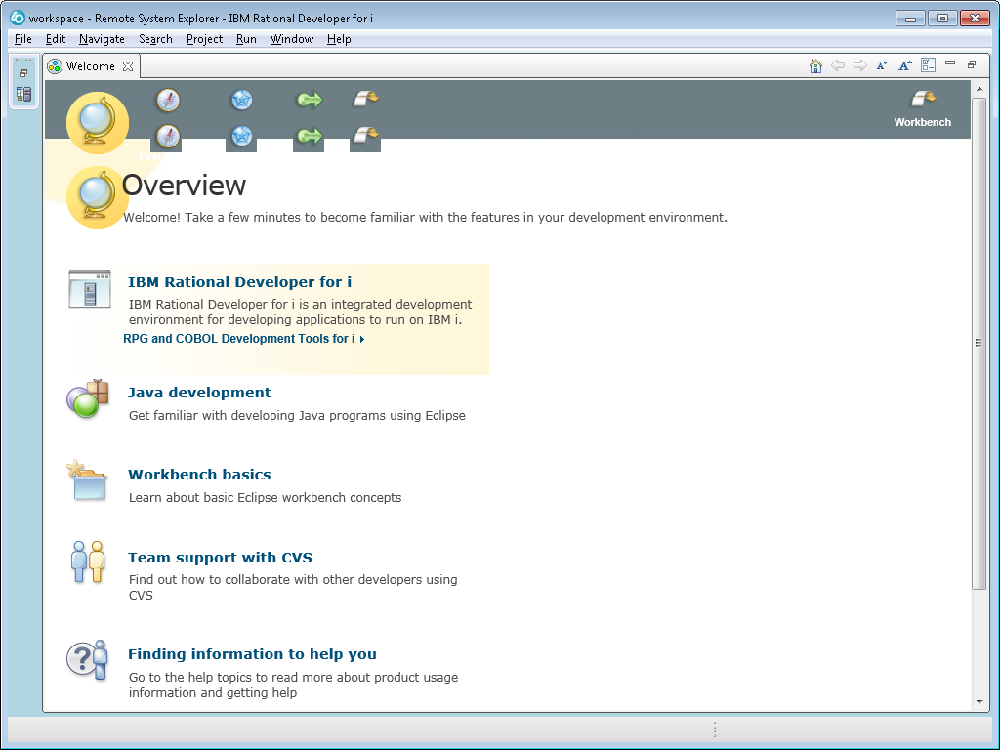 workspace - Remote System Explorer - IBM Rational Developer for i
File Edit Navigate Search Project Run Window Help
Welcome
Workbench
Overview
Welcome! Take a few minutes to become familiar with the features in your development environment.
IBM Rational Developer for i
IBM Rational Developer for i is an integrated development
environment for developing applications to run on IBM i.
RPG and COBOL Development Tools for i
Java development
Get familiar with developing Java programs using Eclipse
Workbench basics
Learn about basic Eclipse workbench concepts
Team support with CVS
Find out how to collaborate with other developers using
CVS
Finding information to help you
Go to the help topics to read more about product usage
information and getting help